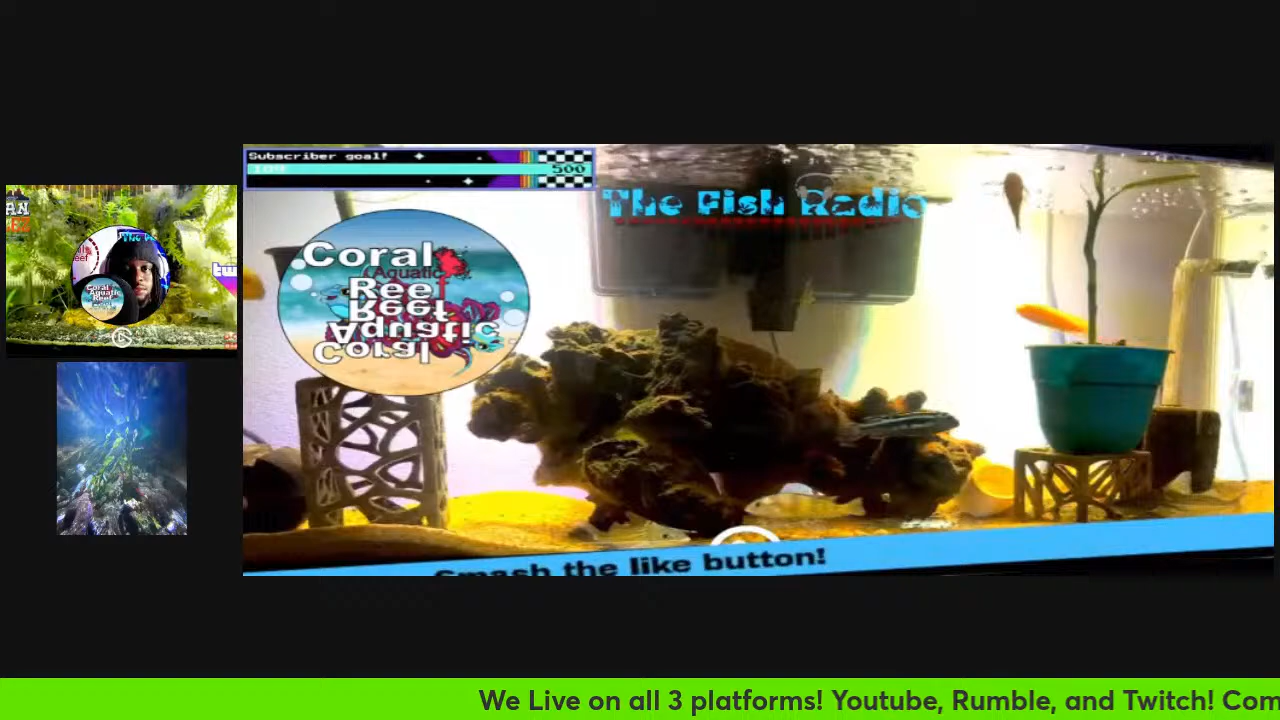 Subscriber goal!
500
The Fish Radio
Coral
Aquatic
Reef
Reef
Aquatic
Coral
Smash the like button!
We Live on all 3 platforms! Youtube, Rumble, and Twitch! Com